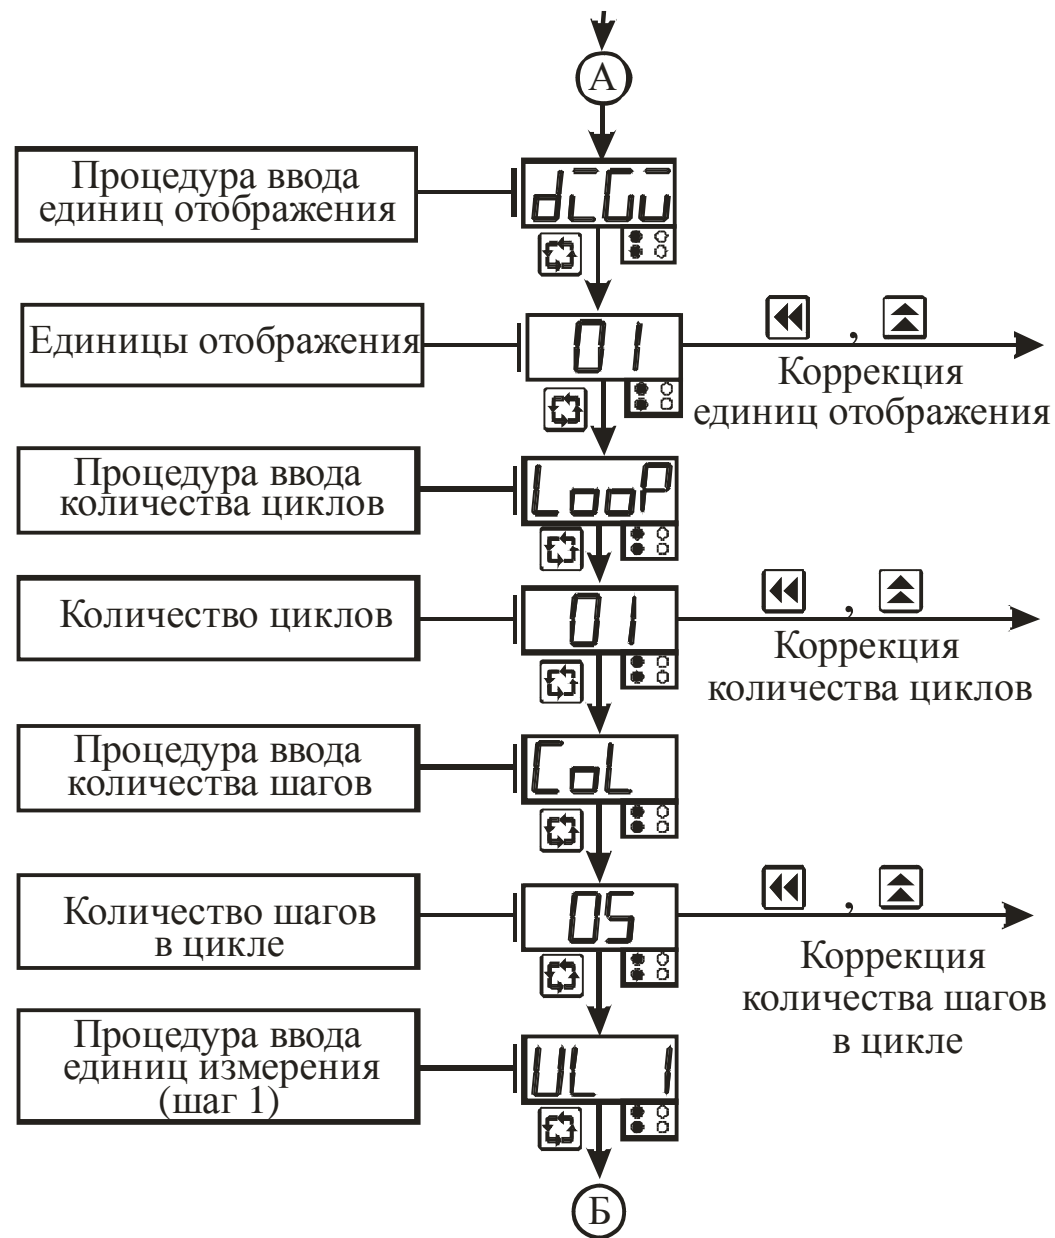 А
Процедура ввода
единиц отображения
Единицы отображения
01
,
Коррекция
единиц отображения
Процедура ввода
количества циклов
LooP
Количество циклов
01
,
Коррекция
количества циклов
Процедура ввода
количества шагов
CoL
Количество шагов
в цикле
05
,
Коррекция
количества шагов
в цикле
Процедура ввода
единиц измерения
(шаг 1)
UL 1
Б